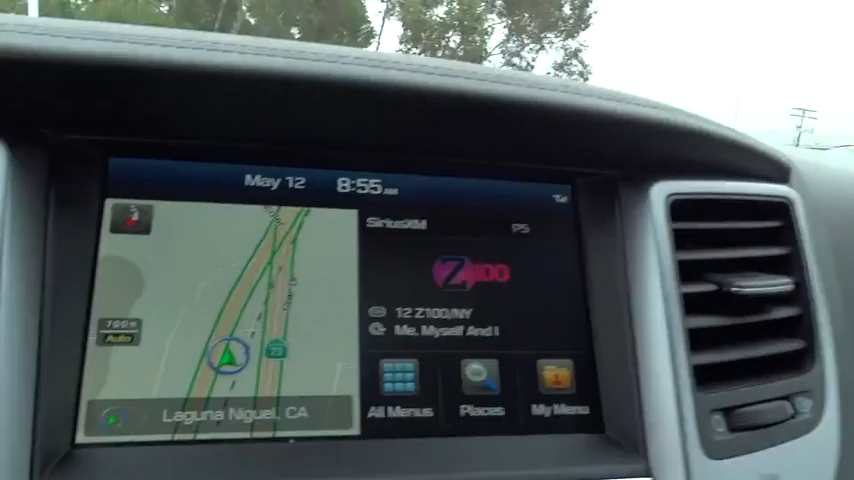 May 12 8:55 AM
SiriusXM P5
Z100
12 Z100/NY
Me, Myself And I
Auto
73
Laguna Niguel, CA
All Menus
Places
My Menu